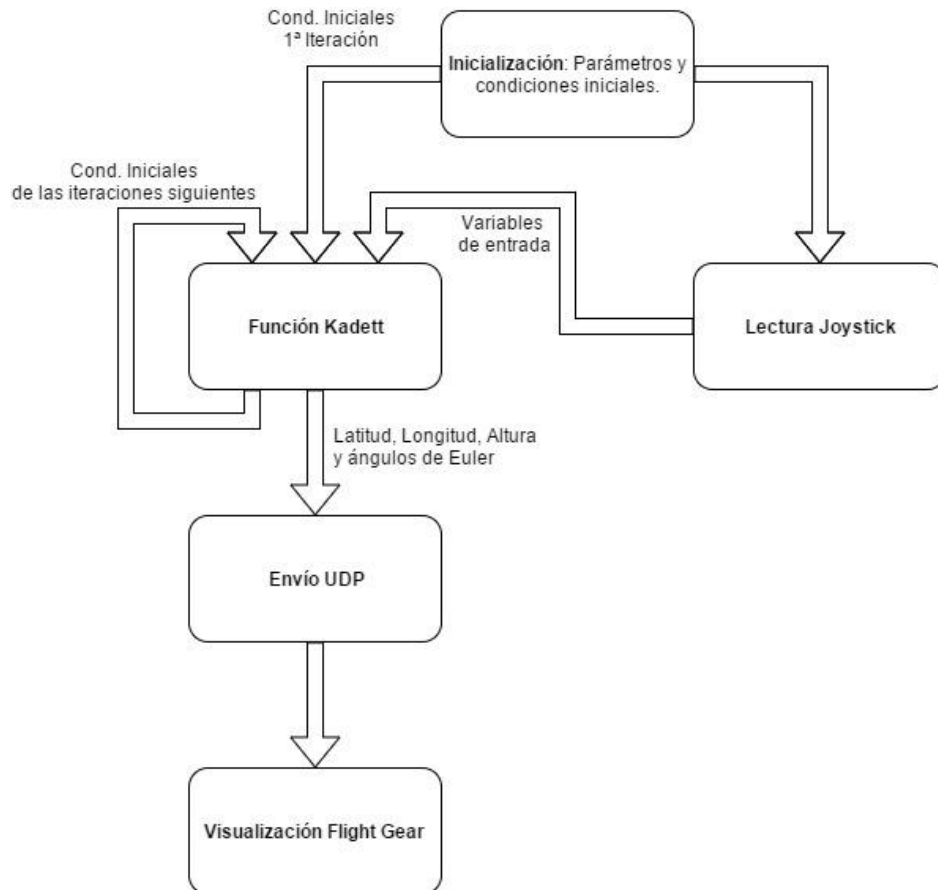 Cond. Iniciales
1ª Iteración
Inicialización: Parámetros y
condiciones iniciales.
Cond. Iniciales
de las iteraciones siguientes
Variables
de entrada
Función Kadett
Lectura Joystick
Latitud, Longitud, Altura
y ángulos de Euler
Envío UDP
Visualización Flight Gear